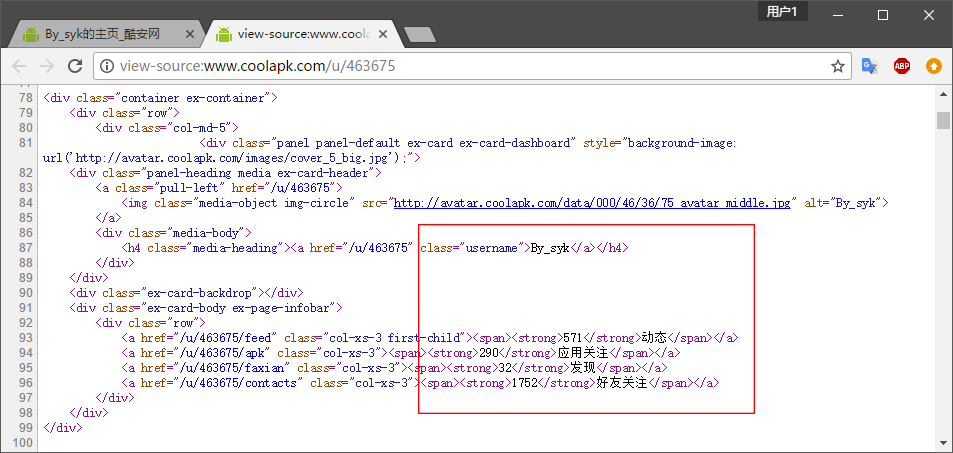 用户1
By_syk的主页_酷安网
view-source:www.coola
view-source:www.coolapk.com/u/463675
ABP
78 <div class="container ex-container">
79 <div class="row">
80 <div class="col-md-5">
81 <div class="panel panel-default ex-card ex-card-dashboard" style="background-image:
url('http://avatar.coolapk.com/images/cover_5_big.jpg');">
82 <div class="panel-heading media ex-card-header">
83 <a class="pull-left" href="/u/463675">
84 <img class="media-object img-circle" src="http://avatar.coolapk.com/data/000/46/36/75_avatar_middle.jpg" alt="By_syk">
85 </a>
86 <div class="media-body">
87 <h4 class="media-heading"><a href="/u/463675" class="username">By_syk</a></h4>
88 </div>
89 </div>
90 <div class="ex-card-backdrop"></div>
91 <div class="ex-card-body ex-page-infobar">
92 <div class="row">
93 <a href="/u/463675/feed" class="col-xs-3 first-child"><span><strong>571</strong>动态</span></a>
94 <a href="/u/463675/apk" class="col-xs-3"><span><strong>290</strong>应用关注</span></a>
95 <a href="/u/463675/faxian" class="col-xs-3"><span><strong>32</strong>发现</span></a>
96 <a href="/u/463675/contacts" class="col-xs-3"><span><strong>1752</strong>好友关注</span></a>
97 </div>
98 </div>
99 </div>
100